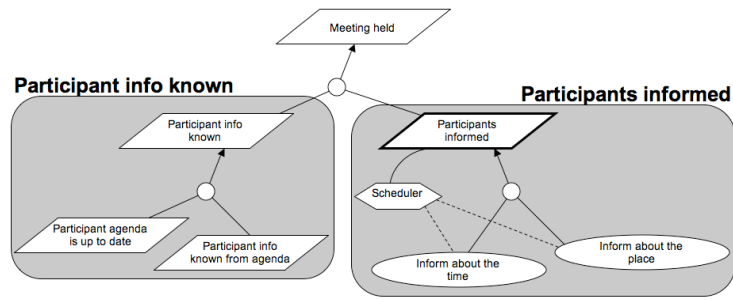 Meeting held
Participant info known
Participants informed
Participant info
known
Participants
informed
Scheduler
Participant agenda
is up to date
Participant info
known from agenda
Inform about the
time
Inform about the
place